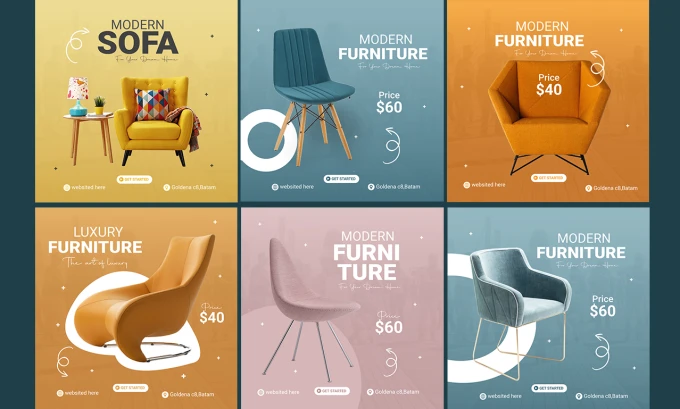 MODERN
SOFA
For Your Dream Home
GET STARTED
websited here
Goldena c8,Batam
MODERN
FURNITURE
For Your Dream Home
Price
$60
GET STARTED
websited here
Goldena c8,Batam
MODERN
FURNITURE
For Your Dream Home
Price
$40
GET STARTED
websited here
Goldena c8,Batam
LUXURY
FURNITURE
The art of luxury
Price
$40
GET STARTED
websited here
Goldena c8,Batam
MODERN
FURNI
TURE
For Your Dream Home
Price
$60
GET STARTED
websited here
Goldena c8,Batam
MODERN
FURNITURE
For Your Dream Home
Price
$60
GET STARTED
websited here
Goldena c8,Batam